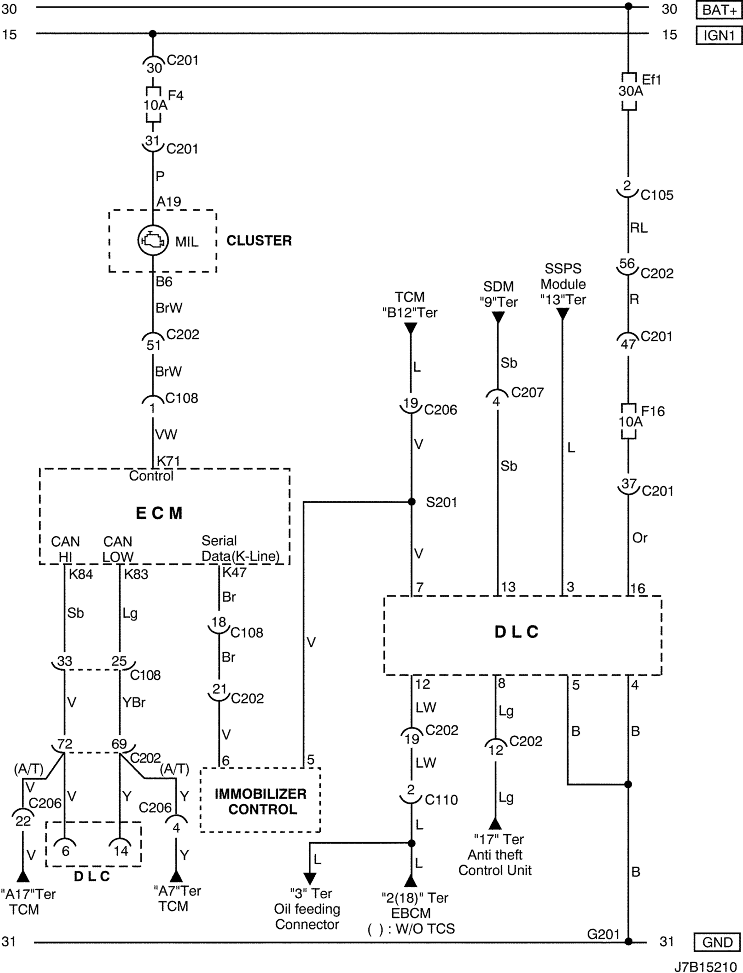 30 30 BAT+
15 15 IGN1
C201
30
F4
10A
31
C201
P
A19
MIL
CLUSTER
B6
BrW
C202
51
BrW
C108
1
VW
K71
Control
ECM
CAN
HI
CAN
LOW
Serial
Data(K-Line)
K84
K83
K47
Sb
Lg
Br
18
C108
Br
21
C202
V
6
5
V
33
25
C108
V
YBr
72
69
C202
(A/T)
(A/T)
V
V
Y
Y
C206
22
C206
4
V
Y
6
14
DLC
"A17"Ter
TCM
"A7"Ter
TCM
IMMOBILIZER
CONTROL
TCM
"B12"Ter
SDM
"9"Ter
SSPS
Module
"13"Ter
L
19
C206
V
S201
V
7
Sb
C207
4
Sb
13
L
3
Ef1
30A
2
C105
RL
56
C202
R
C201
47
F16
10A
37
C201
Or
16
DLC
12
8
5
4
LW
C202
19
LW
2
C110
L
L
L
"3" Ter
Oil feeding
Connector
"2(18)" Ter
EBCM
( ) : W/O TCS
Lg
C202
12
Lg
"17" Ter
Anti theft
Control Unit
B
B
B
G201
31 31 GND
J7B15210